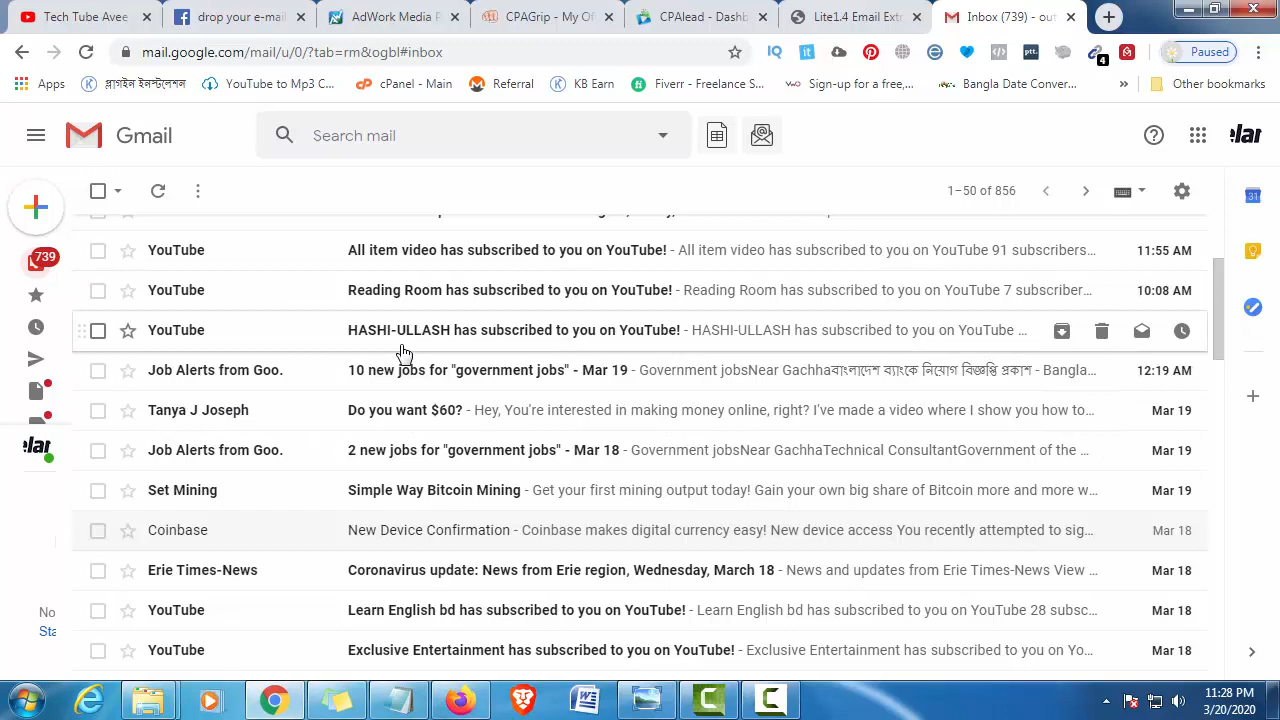 Tech Tube Avee
drop your e-mail
AdWork Media P
CPAGrip: My Of
CPAlead - Dashb
Lite1.4 Email Extr
Inbox (739) - out
mail.google.com/mail/u/0/?tab=rm&ogbl#inbox
4
Paused
Apps
প্লাগইন ইনস্টলেশন
YouTube to Mp3 C...
cPanel - Main
Referral
KB Earn
Fiverr - Freelance S...
Sign-up for a free,...
Bangla Date Conver...
Other bookmarks
Gmail
Search mail
elar
1–50 of 856
31
739
YouTube All item video has subscribed to you on YouTube! - All item video has subscribed to you on YouTube 91 subscribers... 11:55 AM
YouTube Reading Room has subscribed to you on YouTube! - Reading Room has subscribed to you on YouTube 7 subscriber... 10:08 AM
YouTube HASHI-ULLASH has subscribed to you on YouTube! - HASHI-ULLASH has subscribed to you on YouTube ...
Job Alerts from Goo. 10 new jobs for "government jobs" - Mar 19 - Government jobsNear Gachhaবাংলাদেশ ব্যাংকে নিয়োগ বিজ্ঞপ্তি প্রকাশ - Bangla... 12:19 AM
Tanya J Joseph Do you want $60? - Hey, You're interested in making money online, right? I've made a video where I show you how to... Mar 19
Job Alerts from Goo. 2 new jobs for "government jobs" - Mar 18 - Government jobsNear GachhaTechnical ConsultantGovernment of the ... Mar 19
elar
Set Mining Simple Way Bitcoin Mining - Get your first mining output today! Gain your own big share of Bitcoin more and more w... Mar 19
Coinbase New Device Confirmation - Coinbase makes digital currency easy! New device access You recently attempted to sig... Mar 18
Erie Times-News Coronavirus update: News from Erie region, Wednesday, March 18 - News and updates from Erie Times-News View ... Mar 18
YouTube Learn English bd has subscribed to you on YouTube! - Learn English bd has subscribed to you on YouTube 28 subsc... Mar 18
No
Sta
YouTube Exclusive Entertainment has subscribed to you on YouTube! - Exclusive Entertainment has subscribed to you on Yo... Mar 18
11:28 PM
3/20/2020